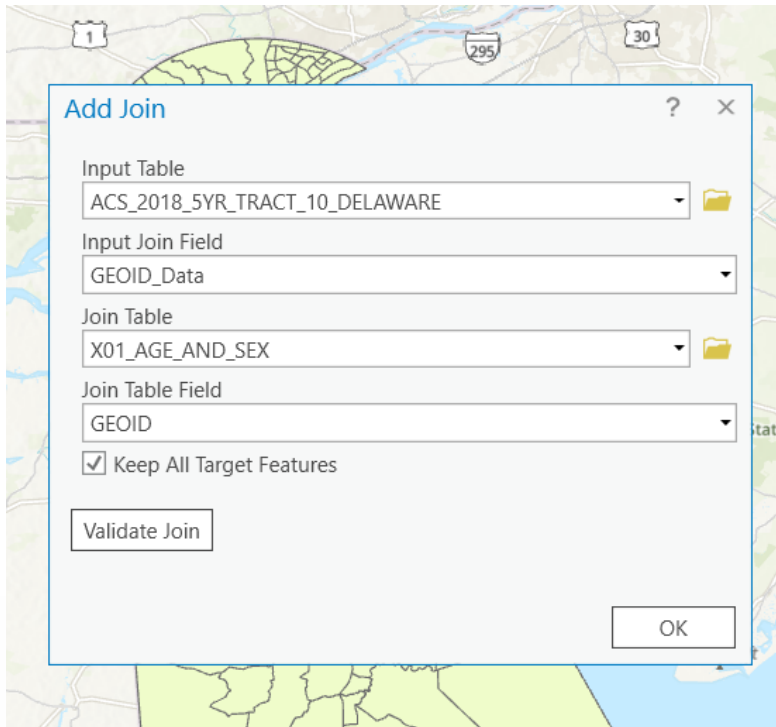 1
295
30
Add Join
?
Input Table
ACS_2018_5YR_TRACT_10_DELAWARE
Input Join Field
GEOID_Data
Join Table
X01_AGE_AND_SEX
Join Table Field
GEOID
Keep All Target Features
Validate Join
OK